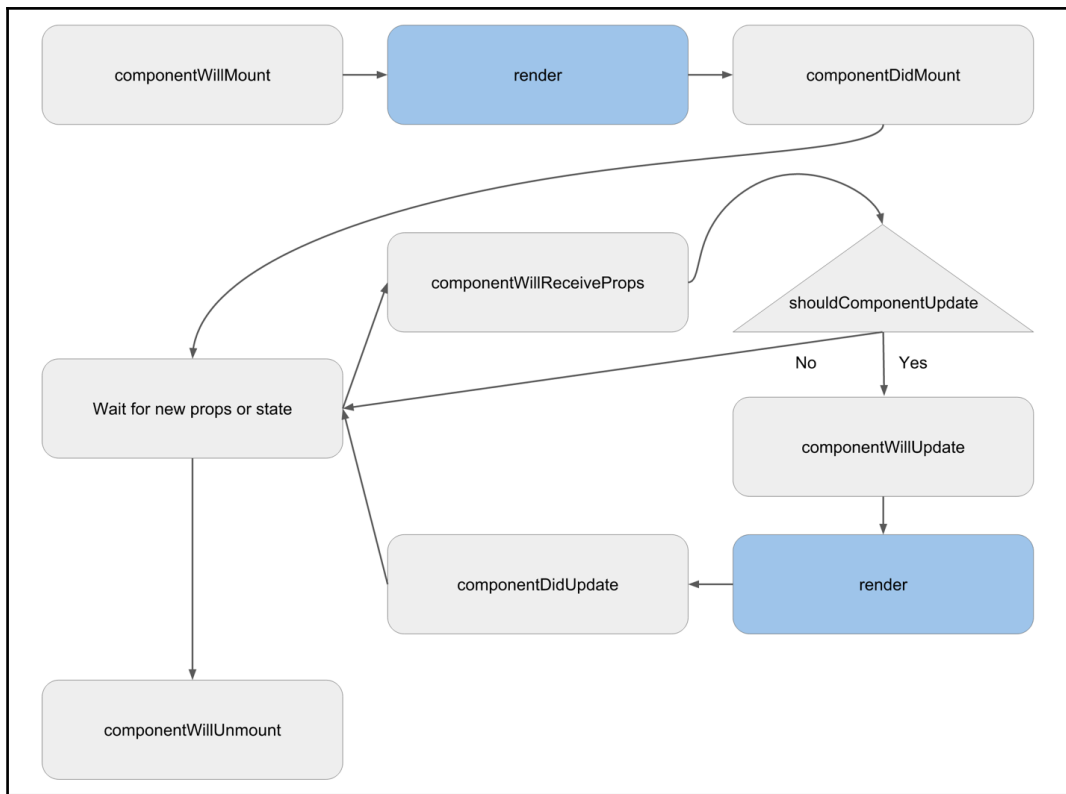 componentWillMount
render
componentDidMount
componentWillReceiveProps
shouldComponentUpdate
No
Yes
Wait for new props or state
componentWillUpdate
componentDidUpdate
render
componentWillUnmount